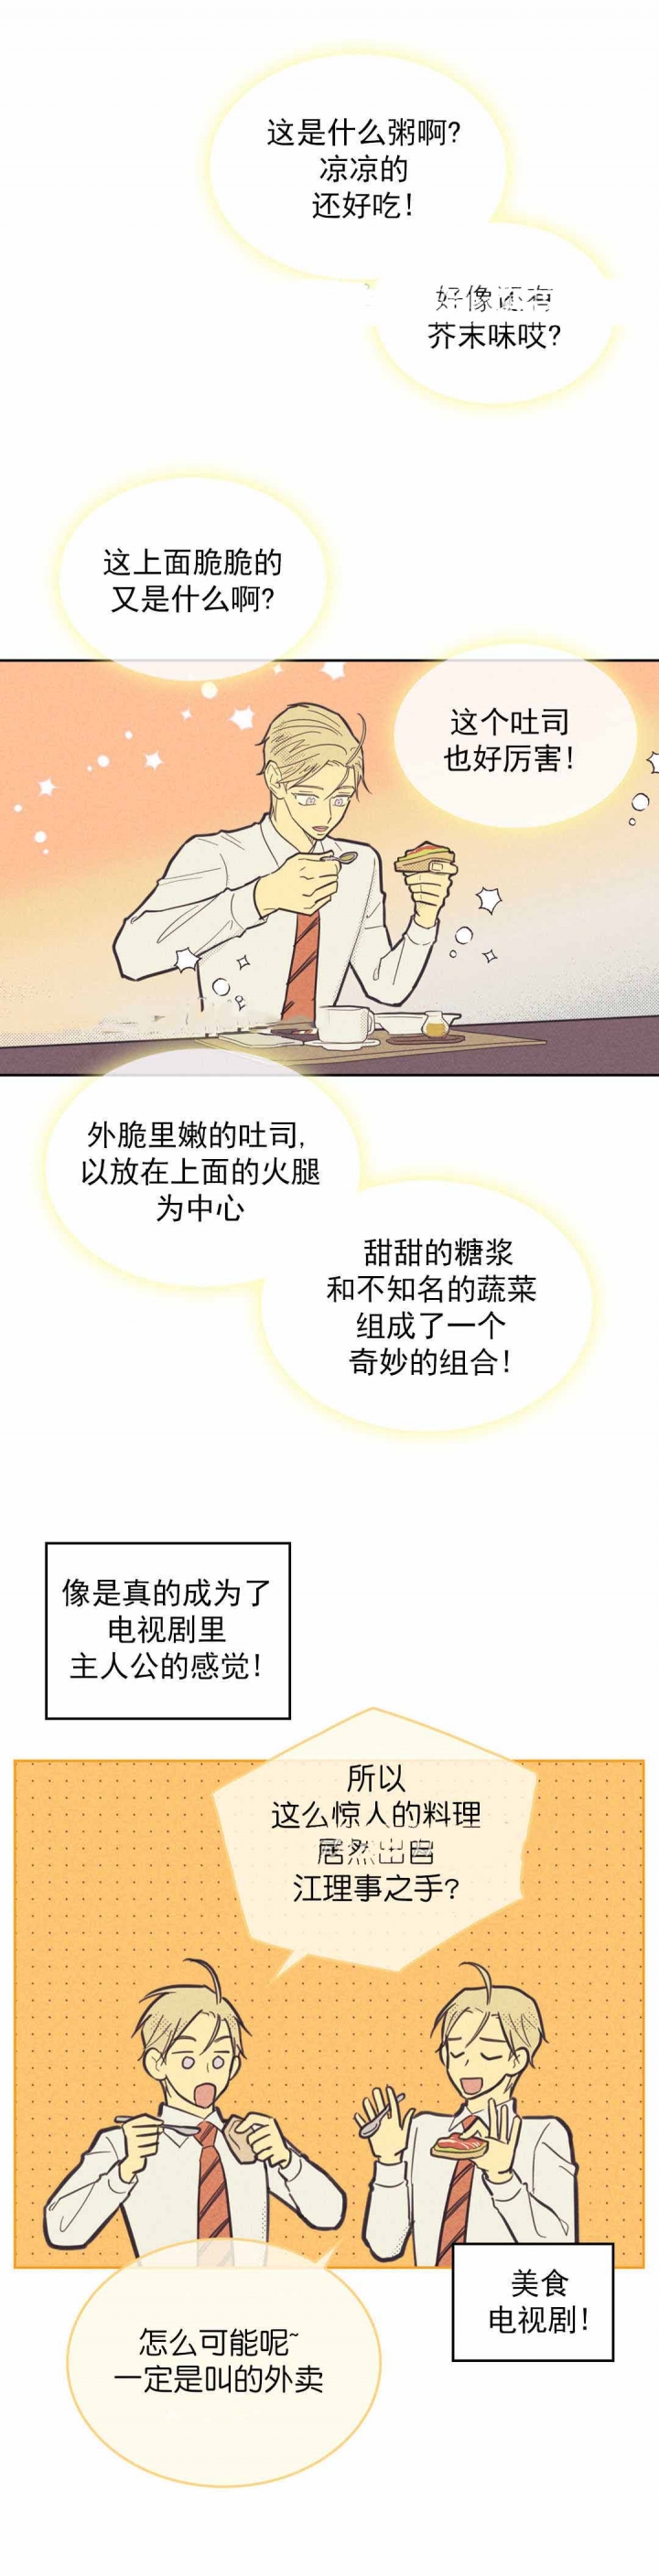 这是什么粥啊?
凉凉的
还好吃!
好像还有
芥末味哎?
这上面脆脆的
又是什么啊?
这个吐司
也好厉害!
外脆里嫩的吐司,
以放在上面的火腿
为中心
甜甜的糖浆
和不知名的蔬菜
组成了一个
奇妙的组合!
像是真的成为了
电视剧里
主人公的感觉!
所以
这么惊人的料理
居然出自
江理事之手?
美食
电视剧!
怎么可能呢~
一定是叫的外卖